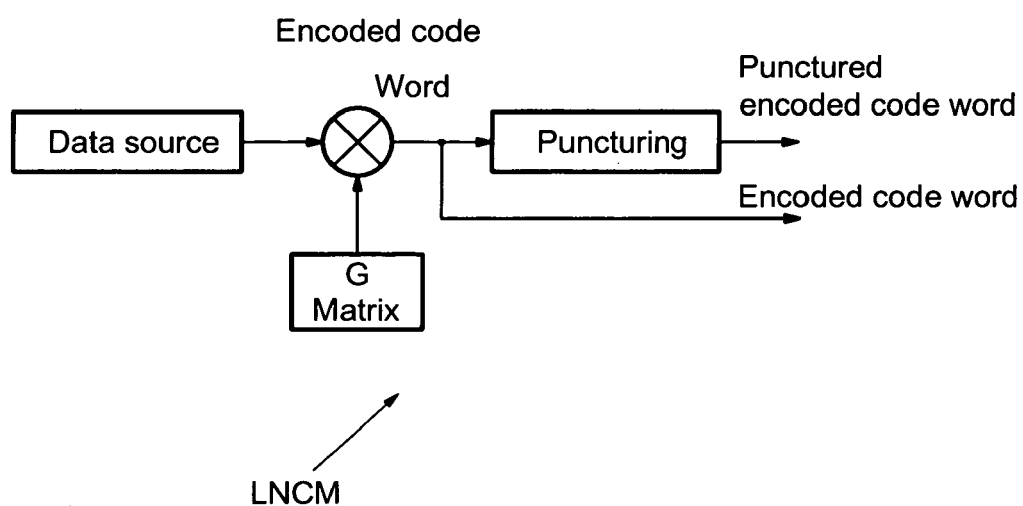 Encoded code
Word
Punctured
encoded code word
Data source
Puncturing
Encoded code word
G
Matrix
LNCM